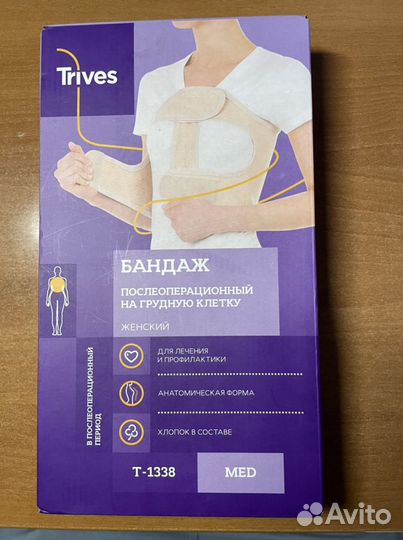 Trives
БАНДАЖ
ПОСЛЕОПЕРАЦИОННЫЙ
НА ГРУДНУЮ КЛЕТКУ
ЖЕНСКИЙ
В ПОСЛЕОПЕРАЦИОННЫЙ
ПЕРИОД
ДЛЯ ЛЕЧЕНИЯ
И ПРОФИЛАКТИКИ
АНАТОМИЧЕСКАЯ ФОРМА
ХЛОПОК В СОСТАВЕ
Т-1338
MED
Avito